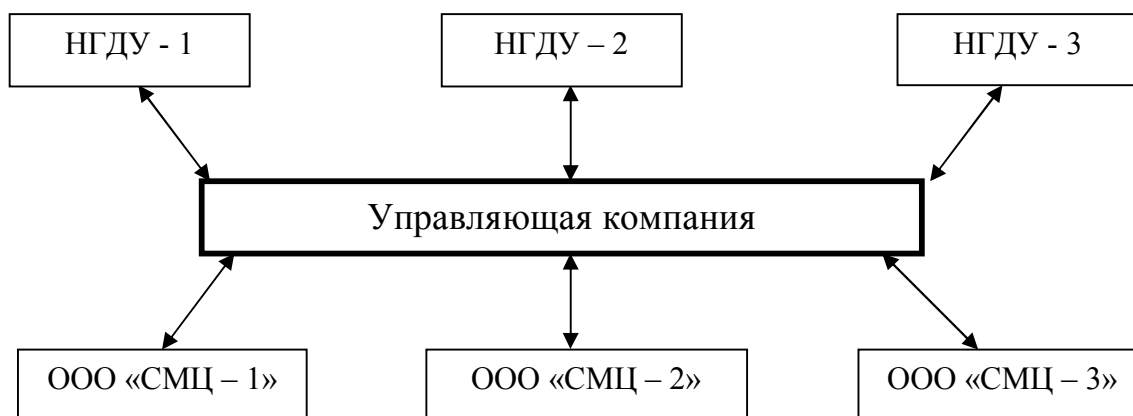 НГДУ - 1
НГДУ – 2
НГДУ - 3
Управляющая компания
ООО «СМЦ – 1»
ООО «СМЦ – 2»
ООО «СМЦ – 3»